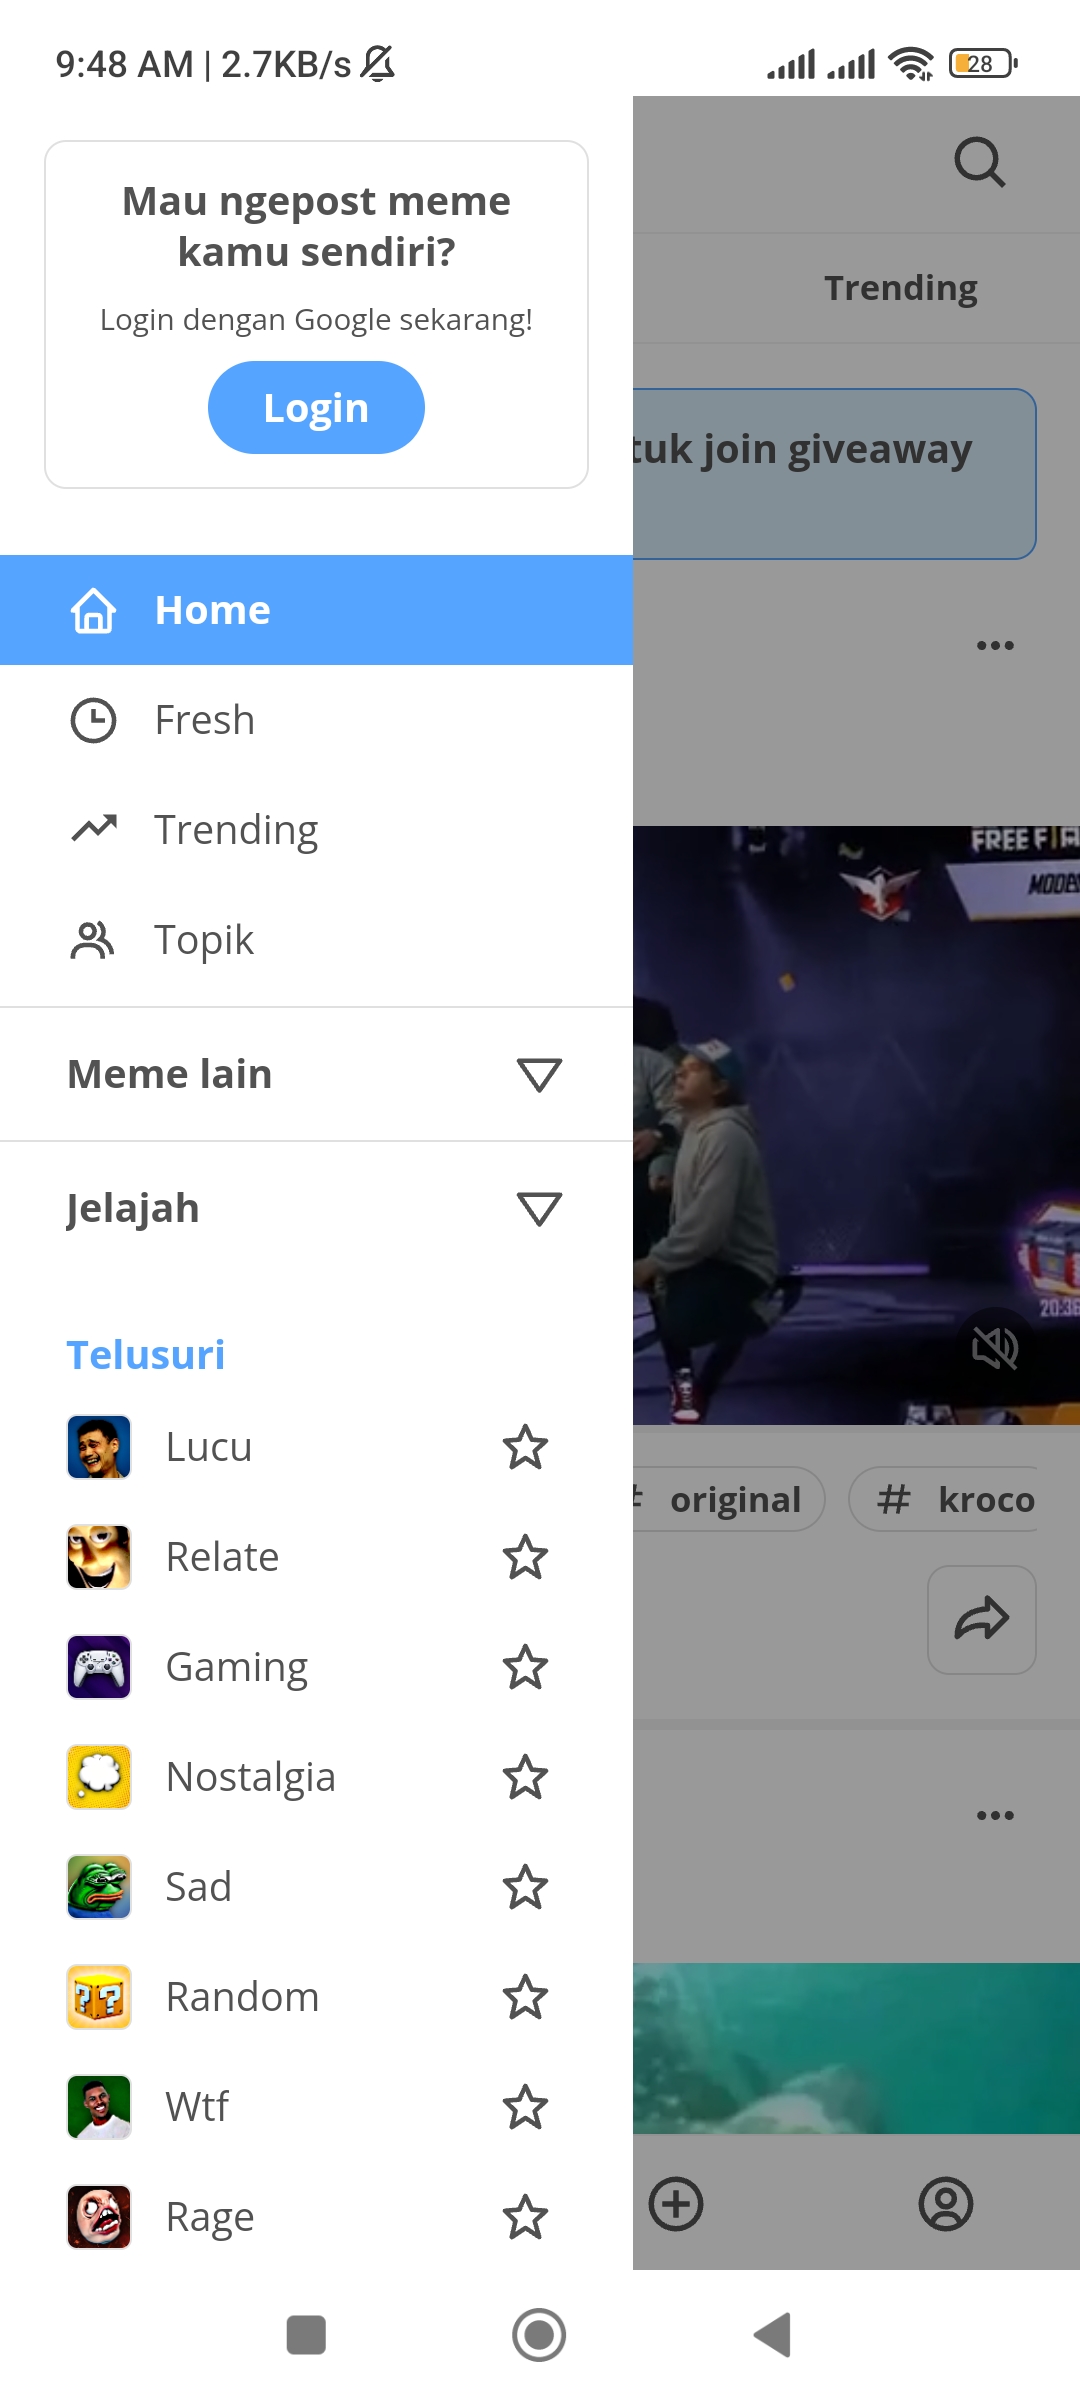 9:48 AM | 2.7KB/s
28
Mau ngepost meme
kamu sendiri?
Login dengan Google sekarang!
Login
Trending
tuk join giveaway
Home
Fresh
Trending
Topik
FREE FI
MODE
Meme lain
Jelajah
20:36
Telusuri
Lucu
# original
# kroco
Relate
Gaming
Nostalgia
Sad
Random
??
Wtf
Rage